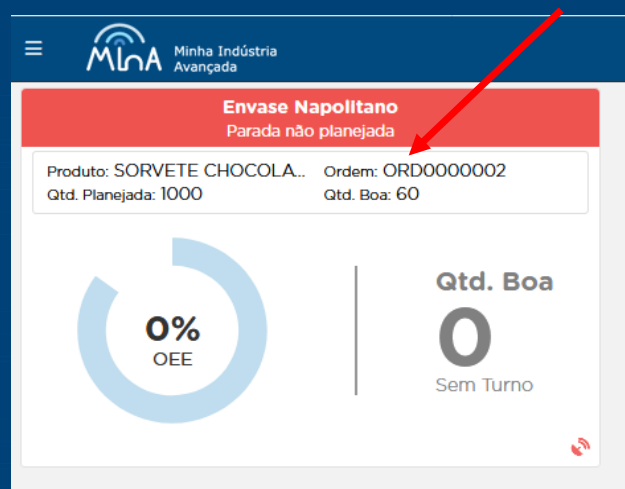 MInA Minha Indústria
Avançada
Envase Napolitano
Parada não planejada
Produto: SORVETE CHOCOLA... Ordem: ORD0000002
Qtd. Planejada: 1000 Qtd. Boa: 60
0%
OEE
Qtd. Boa
0
Sem Turno